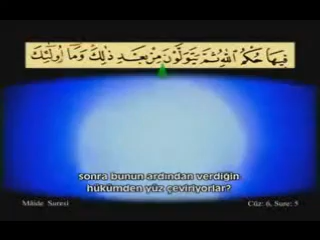 فِيهَا حُكْمُ اللَّهِ ثُمَّ يَتَوَلَّوْنَ مِنْ بَعْدِ ذَٰلِكَ وَمَا أُولَٰئِكَ
sonra bunun ardından verdiğin
hükümden yüz çeviriyorlar?
Mâide Suresi
Cüz: 6, Sure: 5